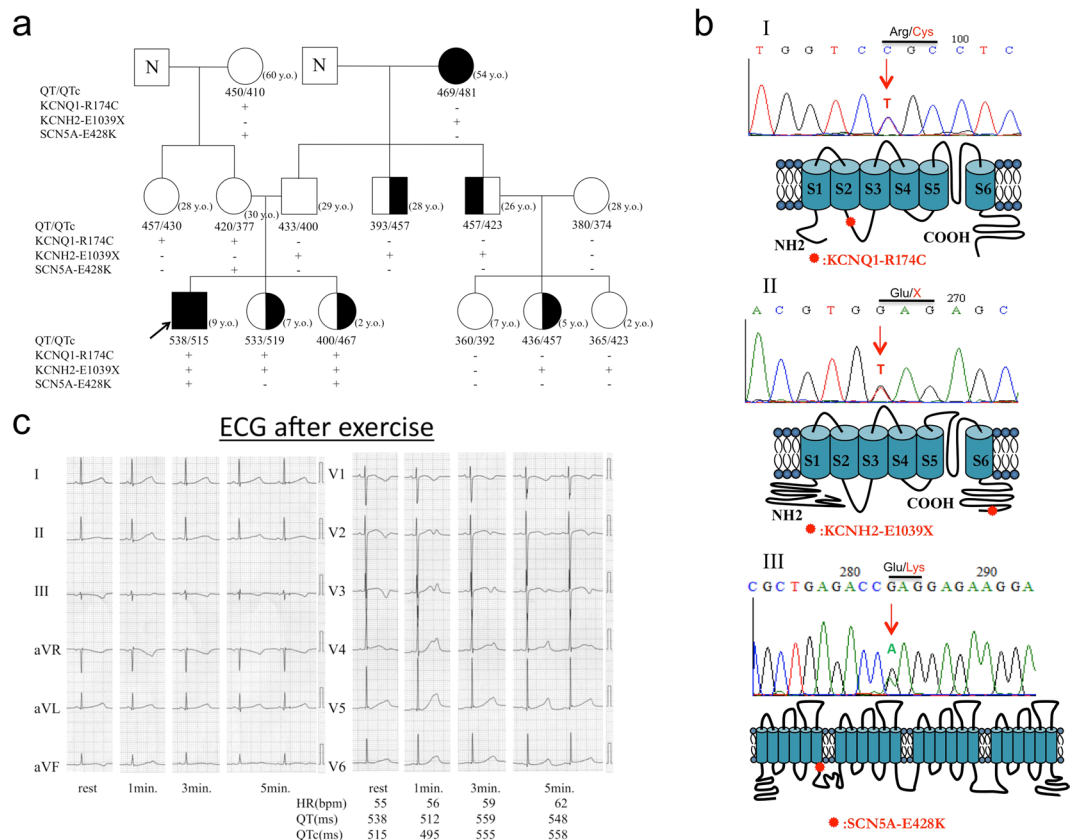 a
N
(60 y.o.)
N
(54 y.o.)
QT/QTc 450/410 469/481
KCNQ1-R174C + -
KCNH2-E1039X - +
SCN5A-E428K + -
(28 y.o.) (30 y.o.) (29 y.o.) (28 y.o.) (26 y.o.) (28 y.o.)
QT/QTc 457/430 420/377 433/400 393/457 457/423 380/374
KCNQ1-R174C + + - - - -
KCNH2-E1039X - - + + + -
SCN5A-E428K - + - - - -
(9 y.o.) (7 y.o.) (2 y.o.) (7 y.o.) (5 y.o.) (2 y.o.)
QT/QTc 538/515 533/519 400/467 360/392 436/457 365/423
KCNQ1-R174C + + + - - -
KCNH2-E1039X + + + - + +
SCN5A-E428K + - + - - -
b
I
Arg/Cys 100
T G G T C C G C C T C
T
S1 S2 S3 S4 S5 S6
NH2
COOH
:KCNQ1-R174C
II
Glu/X 270
A C G T G G A G A G C
T
S1 S2 S3 S4 S5 S6
NH2
COOH
:KCNH2-E1039X
III
280 Glu/Lys 290
CGCTGAGACCGAGGAGAAGGA
A
:SCN5A-E428K
c
ECG after exercise
I
II
III
aVR
aVL
aVF
V1
V2
V3
V4
V5
V6
rest 1min. 3min. 5min. rest 1min. 3min. 5min.
HR(bpm) 55 56 59 62
QT(ms) 538 512 559 548
QTc(ms) 515 495 555 558